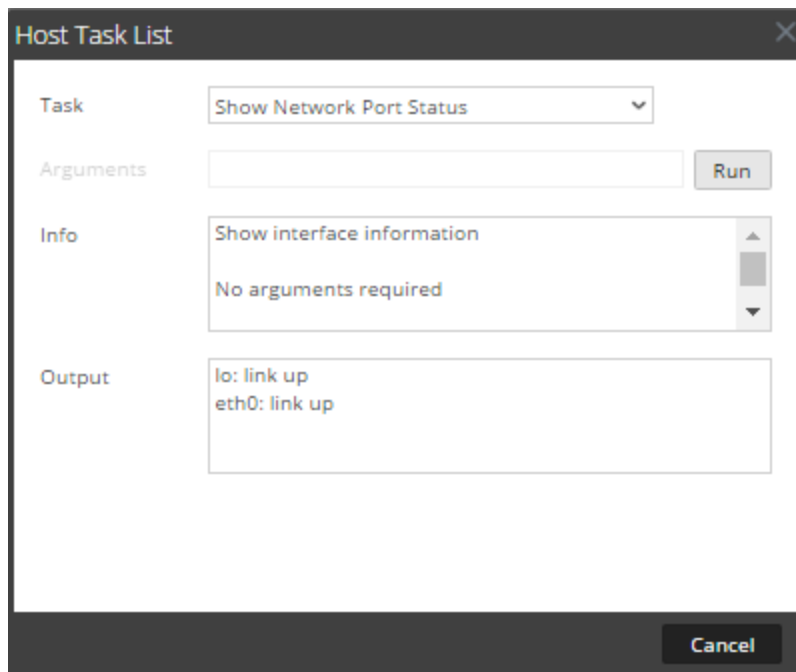 Host Task List
Task
Show Network Port Status
Arguments
Run
Info
Show interface information
No arguments required
Output
lo: link up
eth0: link up
Cancel